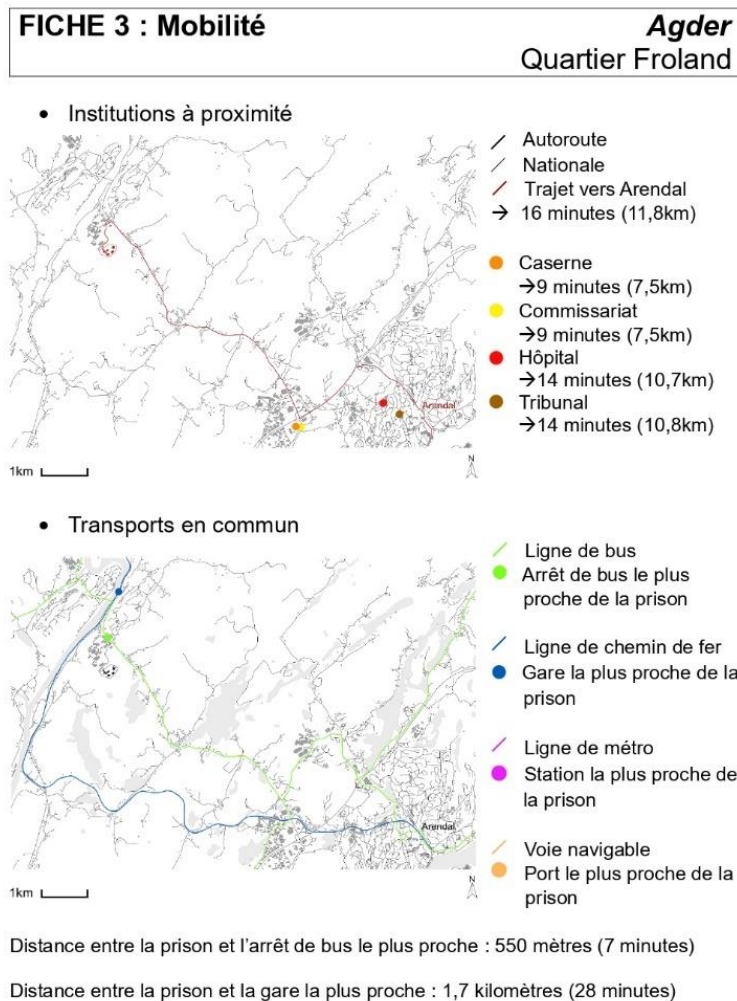 FICHE 3 : Mobilité
Agder
Quartier Froland
• Institutions à proximité
Autoroute
Nationale
Trajet vers Arendal
→ 16 minutes (11,8km)
Caserne
→9 minutes (7,5km)
Commissariat
→9 minutes (7,5km)
Hôpital
→14 minutes (10,7km)
Tribunal
→14 minutes (10,8km)
Arendal
1km
N
• Transports en commun
Ligne de bus
Arrêt de bus le plus
proche de la prison
Ligne de chemin de fer
Gare la plus proche de la
prison
Ligne de métro
Station la plus proche de
la prison
Voie navigable
Port le plus proche de la
prison
Arendal
1km
N
Distance entre la prison et l'arrêt de bus le plus proche : 550 mètres (7 minutes)
Distance entre la prison et la gare la plus proche : 1,7 kilomètres (28 minutes)